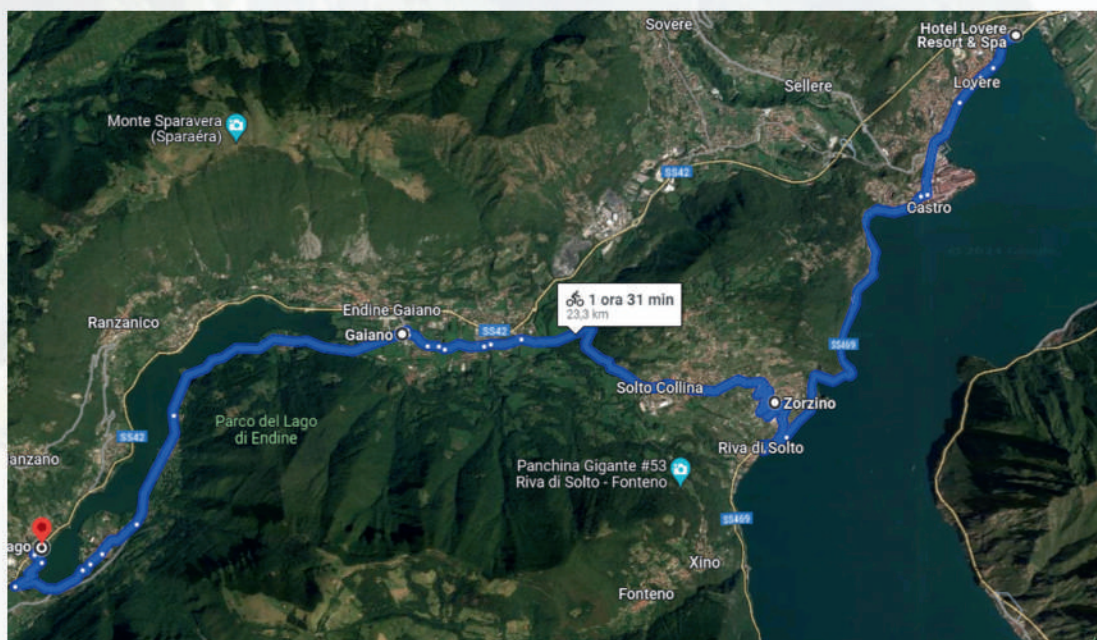 Sovere
Hotel Lovere
Resort & Spa
Lovere
Sellere
Monte Sparavera
(Sparaéra)
SS42
Castro
1 ora 31 min
23,3 km
Endine Gaiano
Ranzanico
Gaiano
SS42
SS469
Solto Collina
Zorzino
Parco del Lago
di Endine
SS42
Riva di Solto
anzano
Panchina Gigante #53
Riva di Solto - Fonteno
SS469
ago
Xino
Fonteno